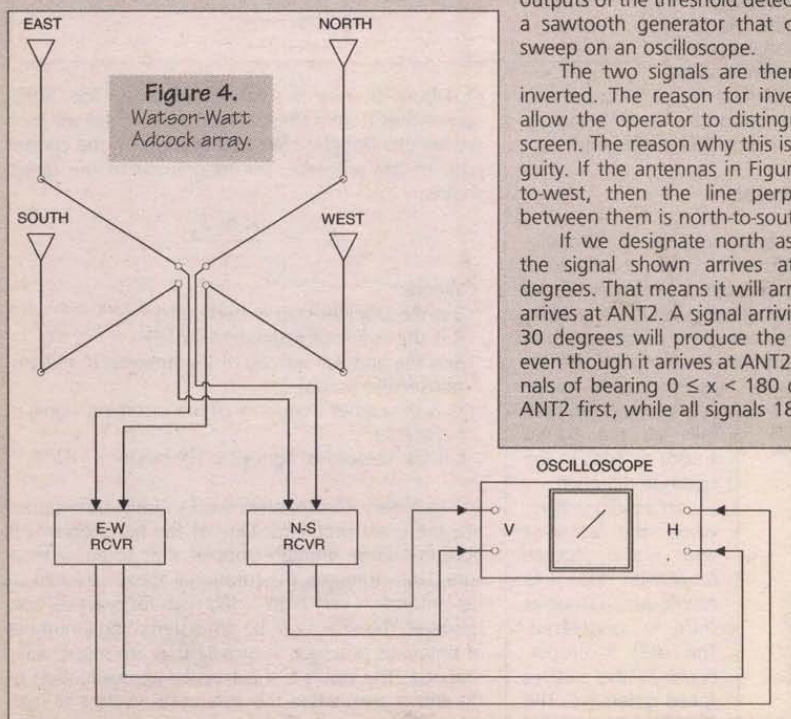 EAST
NORTH
Figure 4.
Watson-Watt
Adcock array.
SOUTH
WEST
E-W
RCVR
N-S
RCVR
OSCILLOSCOPE
V
H
outputs of the threshold detec
a sawtooth generator that
sweep on an oscilloscope.
The two signals are ther
inverted. The reason for inve
allow the operator to disting
screen. The reason why this is
guity. If the antennas in Figur
to-west, then the line perp
between them is north-to-sout
If we designate north as
the signal shown arrives at
degrees. That means it will arr
arrives at ANT2. A signal arrivi
30 degrees will produce the
even though it arrives at ANT2
nals of bearing 0 ≤ x < 180
ANT2 first, while all signals 18